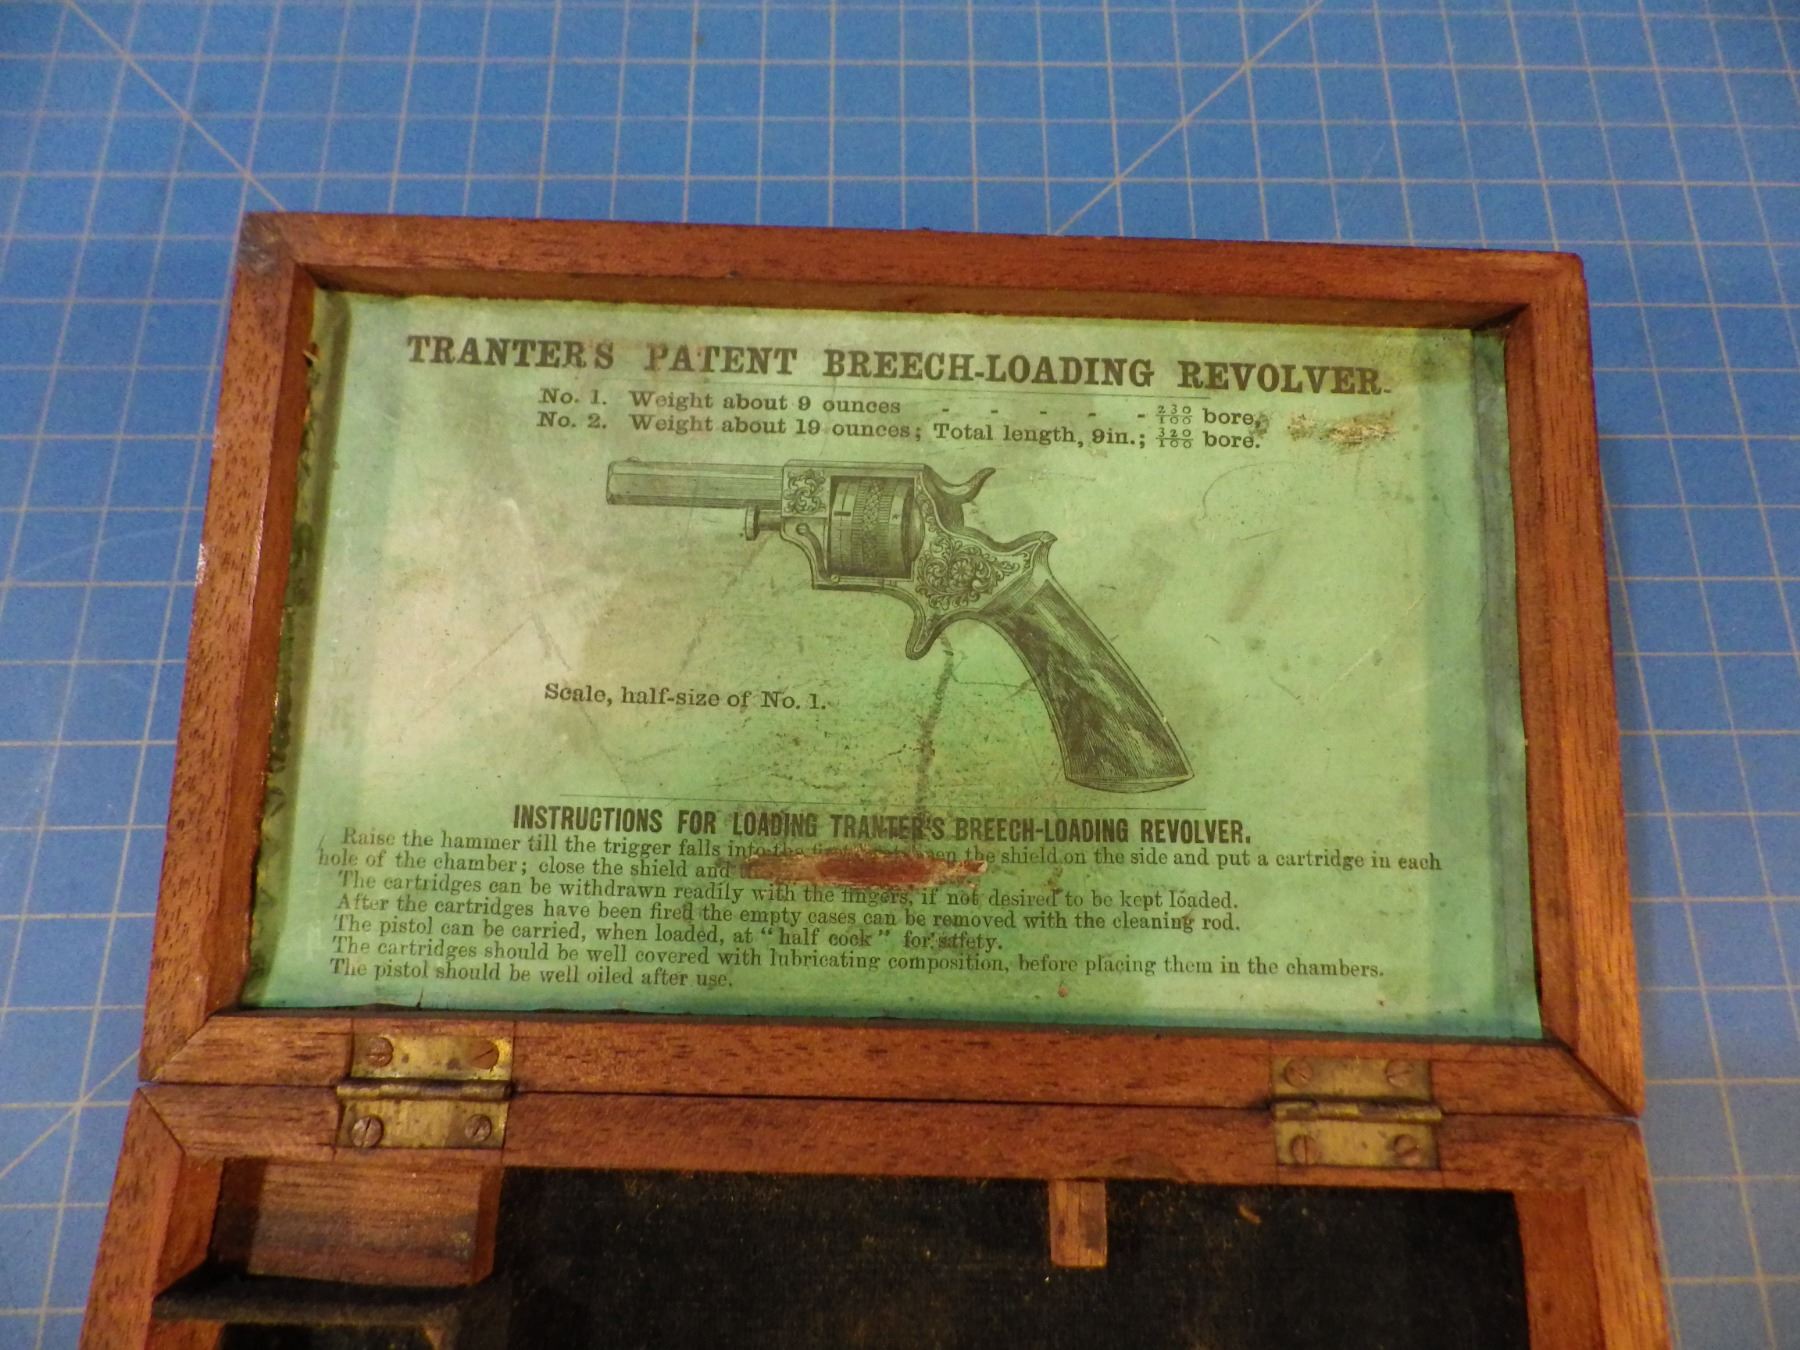 TRANTER'S PATENT BREECH-LOADING REVOLVER.
No. 1. Weight about 9 ounces - - - - - 230/100 bore,
No. 2. Weight about 19 ounces; Total length, 9in.; 320/100 bore.
Scale, half-size of No. 1.
INSTRUCTIONS FOR LOADING TRANTER'S BREECH-LOADING REVOLVER.
Raise the hammer till the trigger falls into the the shield on the side and put a cartridge in each
hole of the chamber; close the shield and
The cartridges can be withdrawn readily with the fingers, if not desired to be kept loaded.
After the cartridges have been fired the empty cases can be removed with the cleaning rod.
The pistol can be carried, when loaded, at "half cock" for safety.
The cartridges should be well covered with lubricating composition, before placing them in the chambers.
The pistol should be well oiled after use.